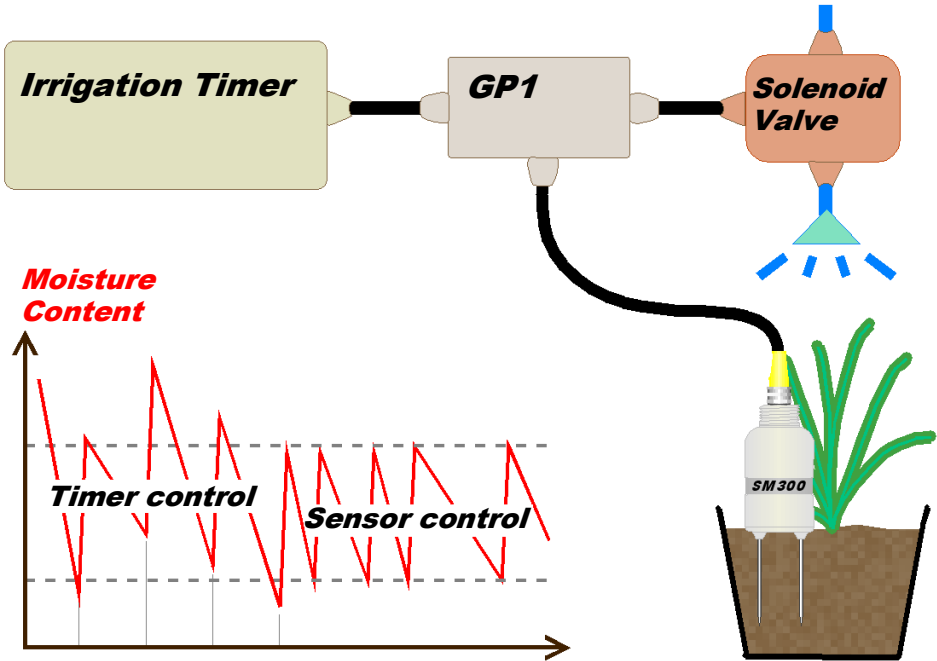 Irrigation Timer
GP1
Solenoid
Valve
Moisture
Content
Timer control
Sensor control
SM300